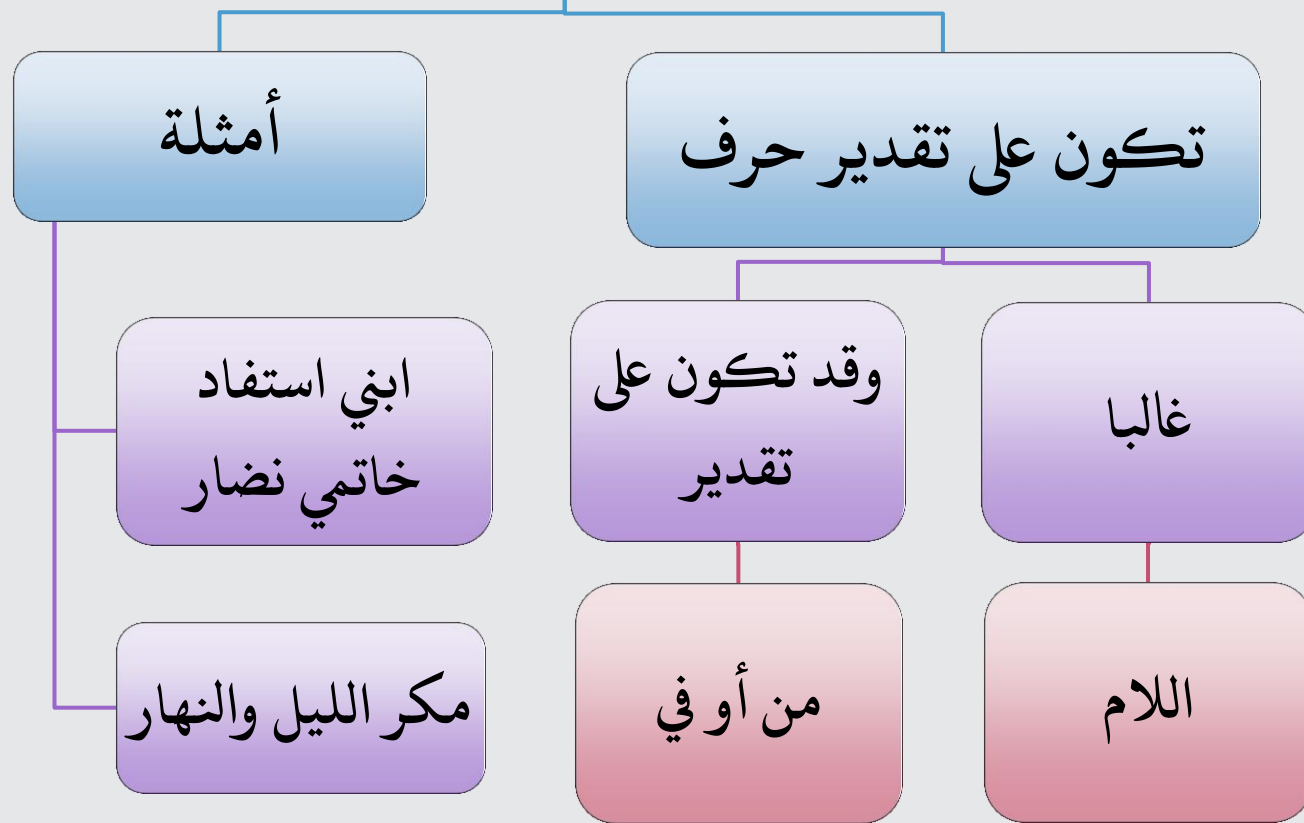 تكون على تقدير حرف
غالبا
اللام
وقد تكون على
تقدير
من أو في
أمثلة
ابني استفاد
خاتمي نضار
مكر الليل والنهار